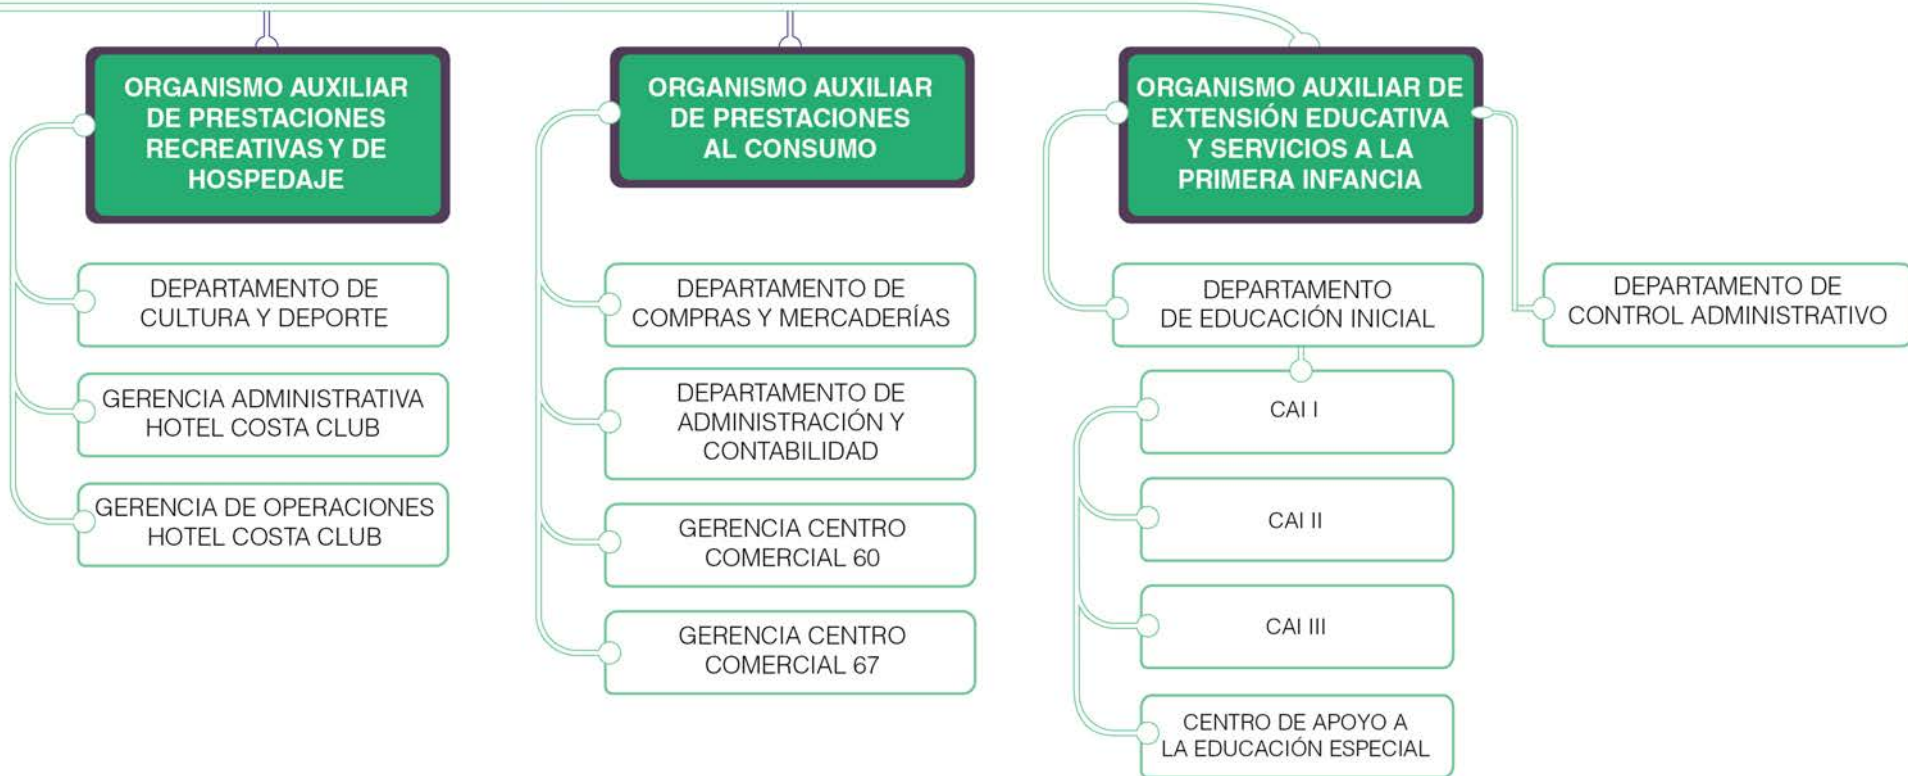 ORGANISMO AUXILIAR
DE PRESTACIONES
RECREATIVAS Y DE
HOSPEDAJE
DEPARTAMENTO DE
CULTURA Y DEPORTE
GERENCIA ADMINISTRATIVA
HOTEL COSTA CLUB
GERENCIA DE OPERACIONES
HOTEL COSTA CLUB
ORGANISMO AUXILIAR
DE PRESTACIONES
AL CONSUMO
DEPARTAMENTO DE
COMPRAS Y MERCADERÍAS
DEPARTAMENTO DE
ADMINISTRACIÓN Y
CONTABILIDAD
GERENCIA CENTRO
COMERCIAL 60
GERENCIA CENTRO
COMERCIAL 67
ORGANISMO AUXILIAR DE
EXTENSIÓN EDUCATIVA
Y SERVICIOS A LA
PRIMERA INFANCIA
DEPARTAMENTO
DE EDUCACIÓN INICIAL
CAI I
CAI II
CAI III
CENTRO DE APOYO A
LA EDUCACIÓN ESPECIAL
DEPARTAMENTO DE
CONTROL ADMINISTRATIVO